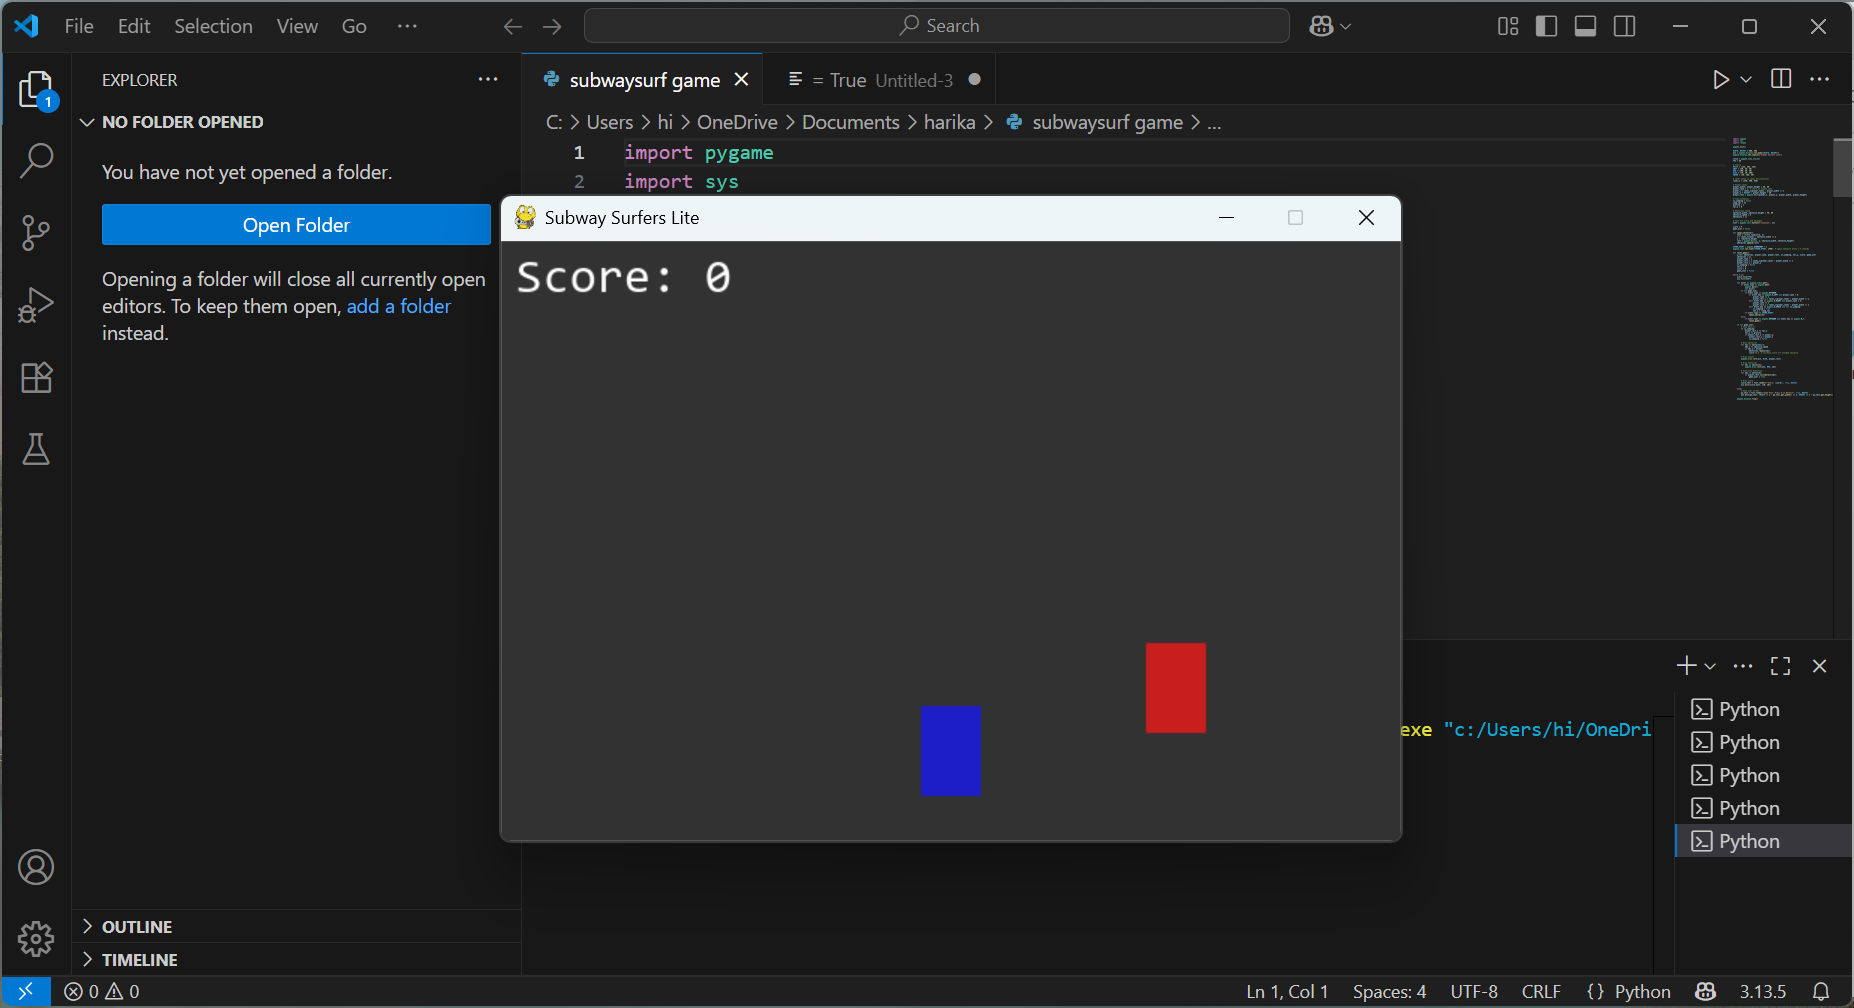 File Edit Selection View Go ... Search
EXPLORER ...
NO FOLDER OPENED
You have not yet opened a folder.
Open Folder
Opening a folder will close all currently open
editors. To keep them open, add a folder
instead.
OUTLINE
TIMELINE
subwaysurf game = True Untitled-3
C: > Users > hi > OneDrive > Documents > harika > subwaysurf game > ...
1 import pygame
2 import sys
Subway Surfers Lite
Score: 0
exe "c:/Users/hi/OneDri
Python
Python
Python
Python
Python
0 0 Ln 1, Col 1 Spaces: 4 UTF-8 CRLF {} Python 3.13.5
1